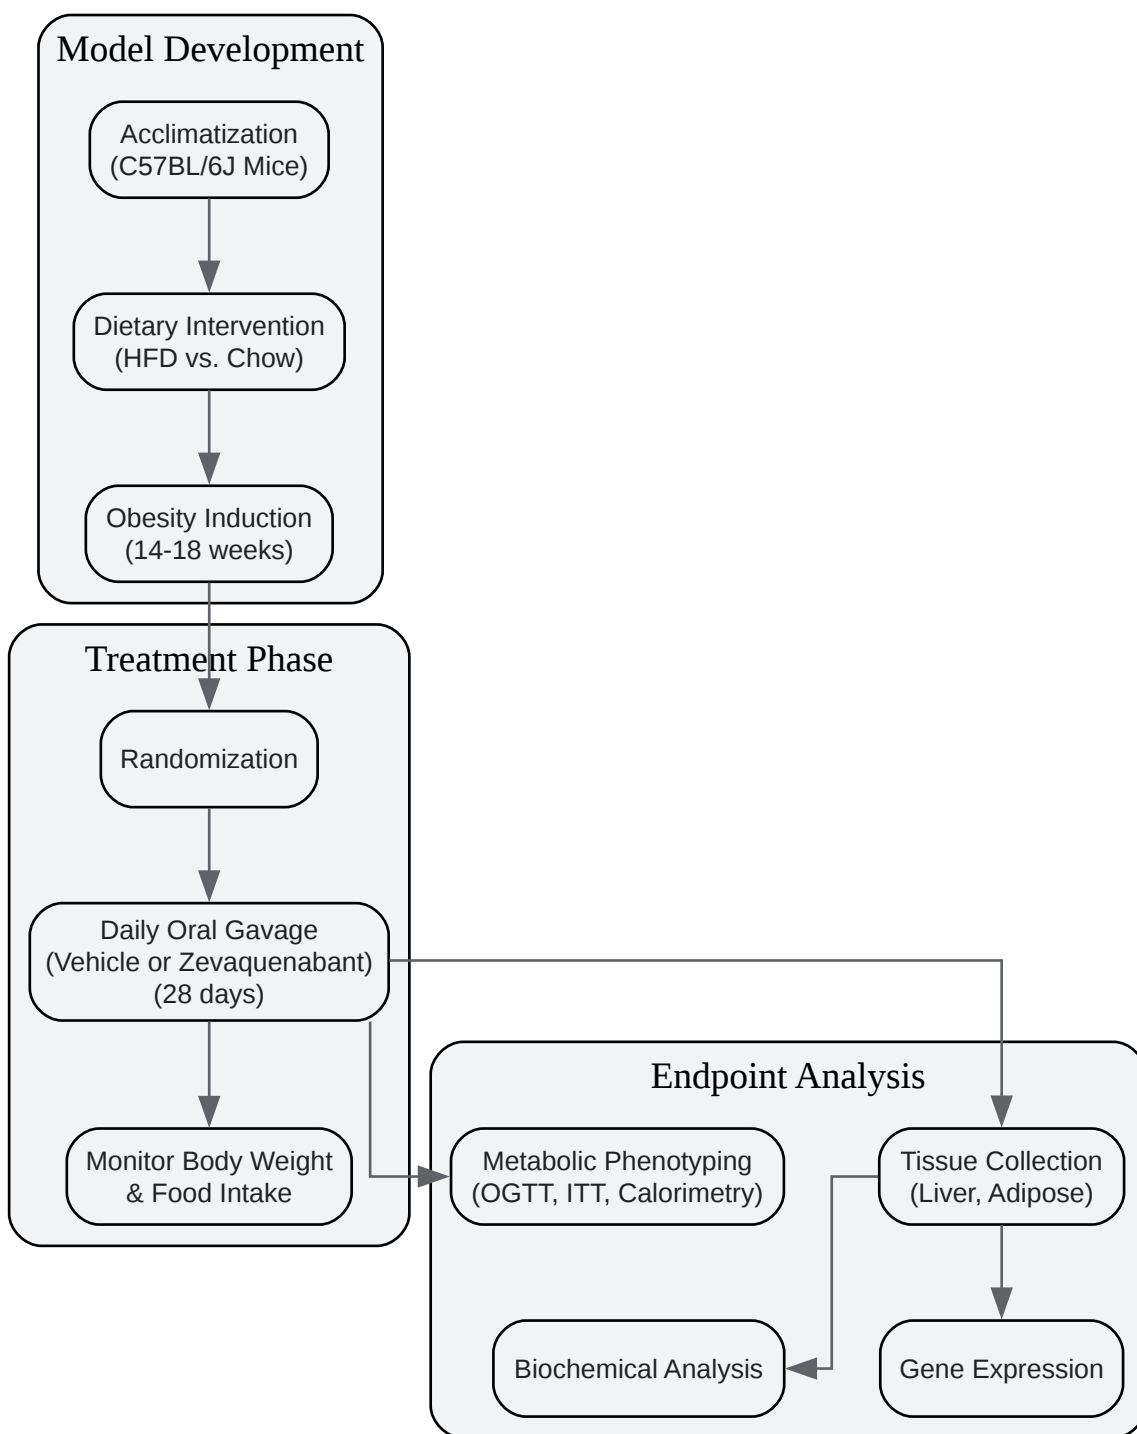 Model Development
Acclimatization
(C57BL/6J Mice)
Dietary Intervention
(HFD vs. Chow)
Obesity Induction
(14-18 weeks)
Treatment Phase
Randomization
Daily Oral Gavage
(Vehicle or Zevaquenabant)
(28 days)
Monitor Body Weight
& Food Intake
Endpoint Analysis
Metabolic Phenotyping
(OGTT, ITT, Calorimetry)
Tissue Collection
(Liver, Adipose)
Biochemical Analysis
Gene Expression